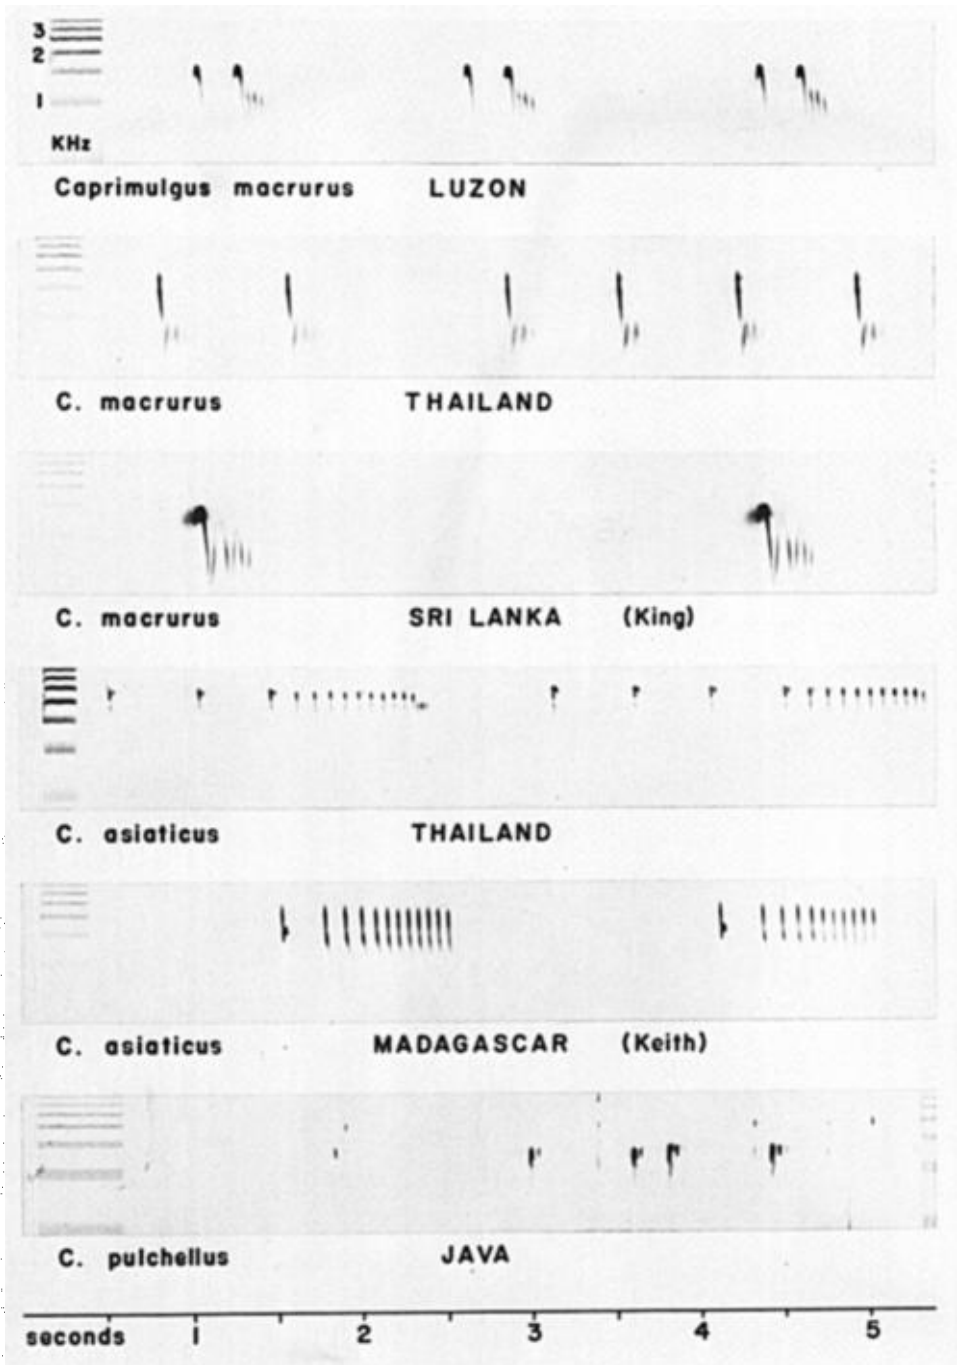 3
2
1
KHz
Caprimulgus macrurus LUZON
C. macrurus THAILAND
C. macrurus SRI LANKA (King)
C. asiaticus THAILAND
C. asiaticus MADAGASCAR (Keith)
C. pulchellus JAVA
seconds 1 2 3 4 5